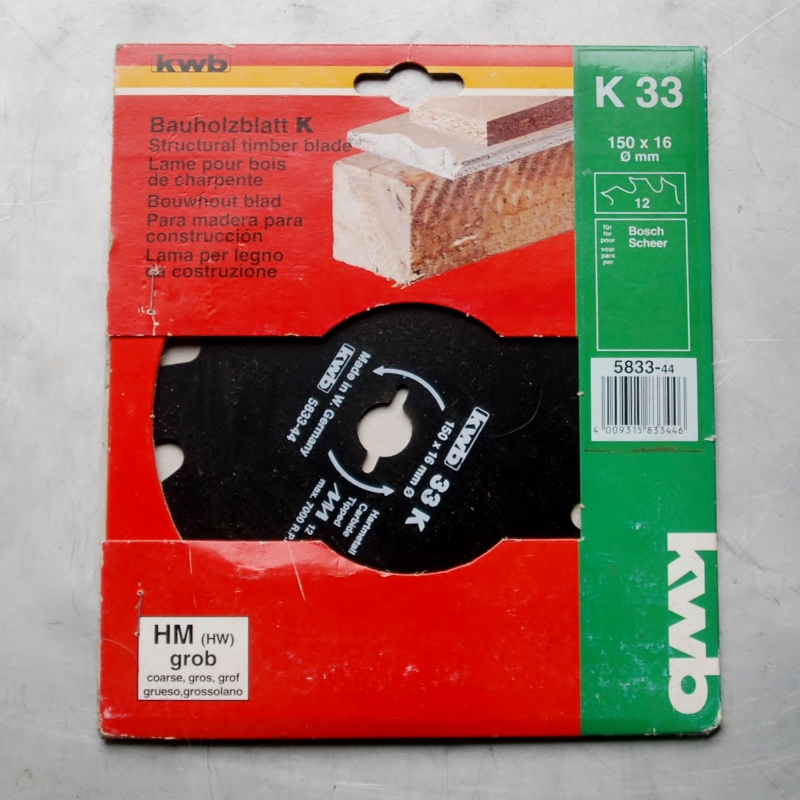 kwb
Bauholzblatt K
Structural timber blade
Lame pour bois
de charpente
Bouwhout blad
Para madera para
construcción
Lama per legno
da costruzione
K 33
150 x 16
Ø mm
12
für
for
pour
voor
para
per
Bosch
Scheer
5833-44
4 009315 833446
kwb
Made in W. Germany
5833-44
kwb
33 K
150 x 16 mm Ø
Hartmetall
Carbide
Tipped
12
max. 7000 R.P.
HM (HW)
grob
coarse, gros, grof
grueso,grossolano
kwb